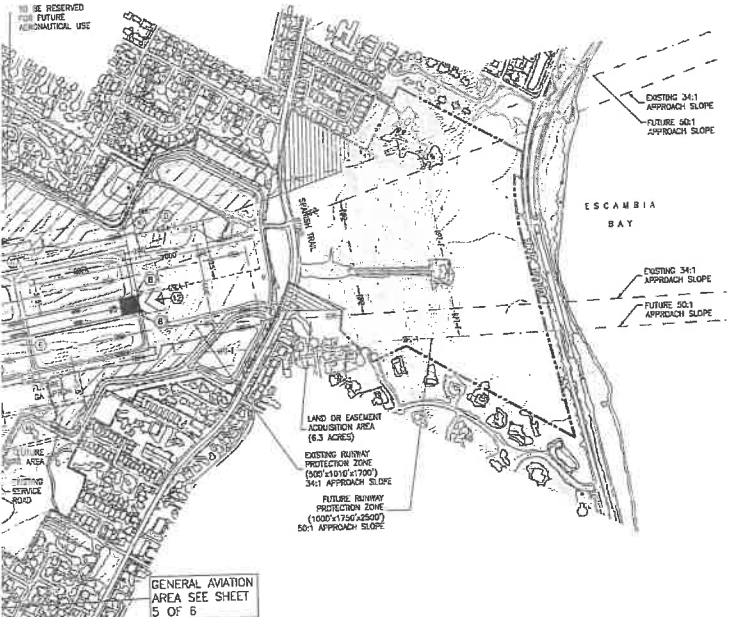 TO BE RESERVED
FOR FUTURE
AERONAUTICAL USE
EXISTING 34:1
APPROACH SLOPE
FUTURE 50:1
APPROACH SLOPE
ESCAMBIA
BAY
SPANISH TRAIL
EXISTING 34:1
APPROACH SLOPE
FUTURE 50:1
APPROACH SLOPE
LAND OR EASEMENT
ACQUISITION AREA
(6.3 ACRES)
EXISTING RUNWAY
PROTECTION ZONE
(500'x1010'x1700')
34:1 APPROACH SLOPE
FUTURE RUNWAY
PROTECTION ZONE
(1000'x1750'x2500')
50:1 APPROACH SLOPE
FUTURE
AREA
EXISTING
SERVICE
ROAD
GENERAL AVIATION
AREA SEE SHEET
5 OF 6